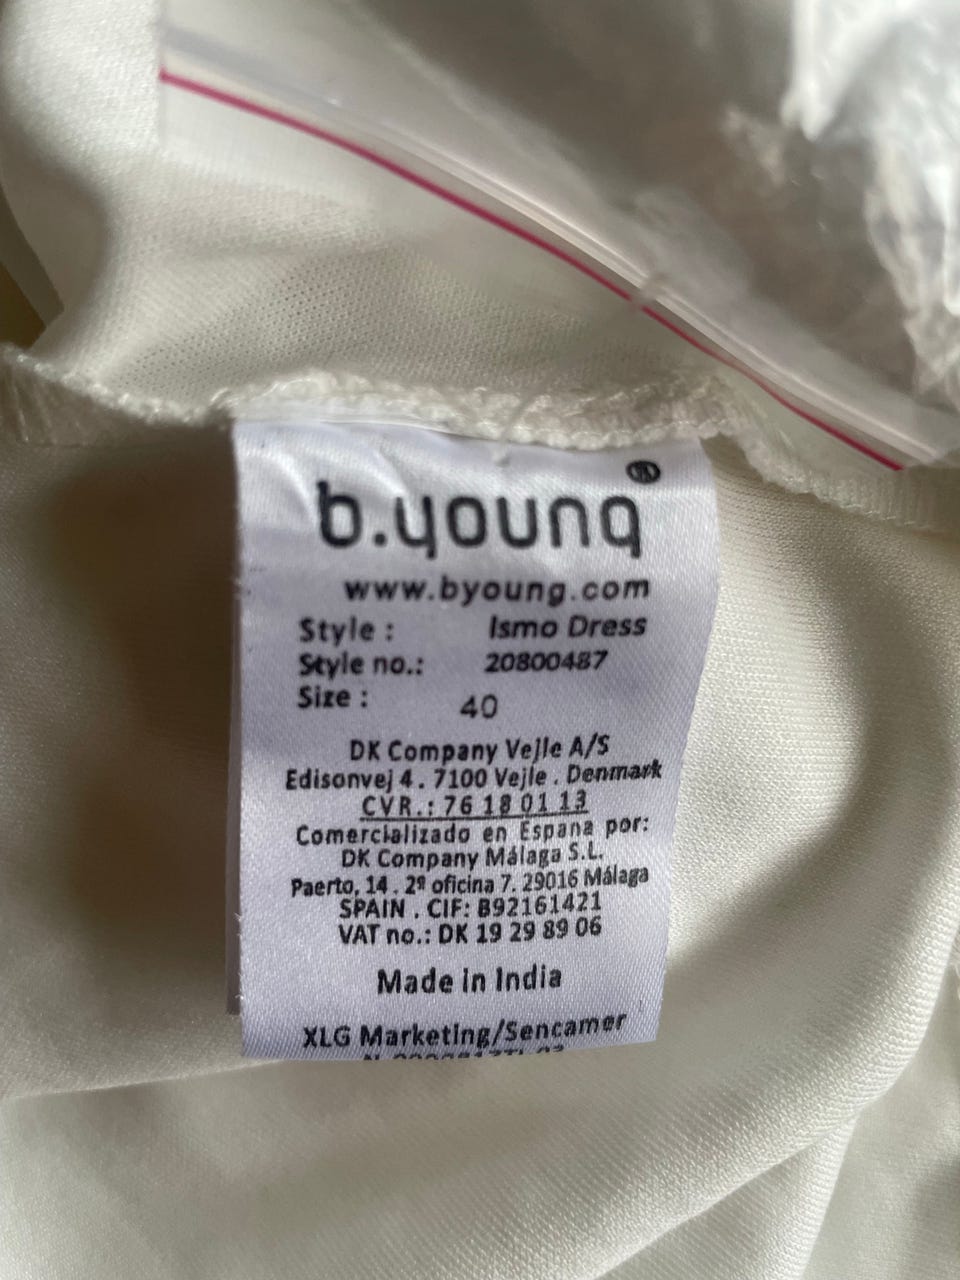 b.young®
www.byoung.com
Style : Ismo Dress
Style no.: 20800487
Size : 40
DK Company Vejle A/S
Edisonvej 4 . 7100 Vejle . Denmark
CVR.: 76 18 01 13
Comercializado en Espana por:
DK Company Málaga S.L.
Paerto, 14 . 2ª oficina 7. 29016 Málaga
SPAIN . CIF: B92161421
VAT no.: DK 19 29 89 06
Made in India
XLG Marketing/Sencamer